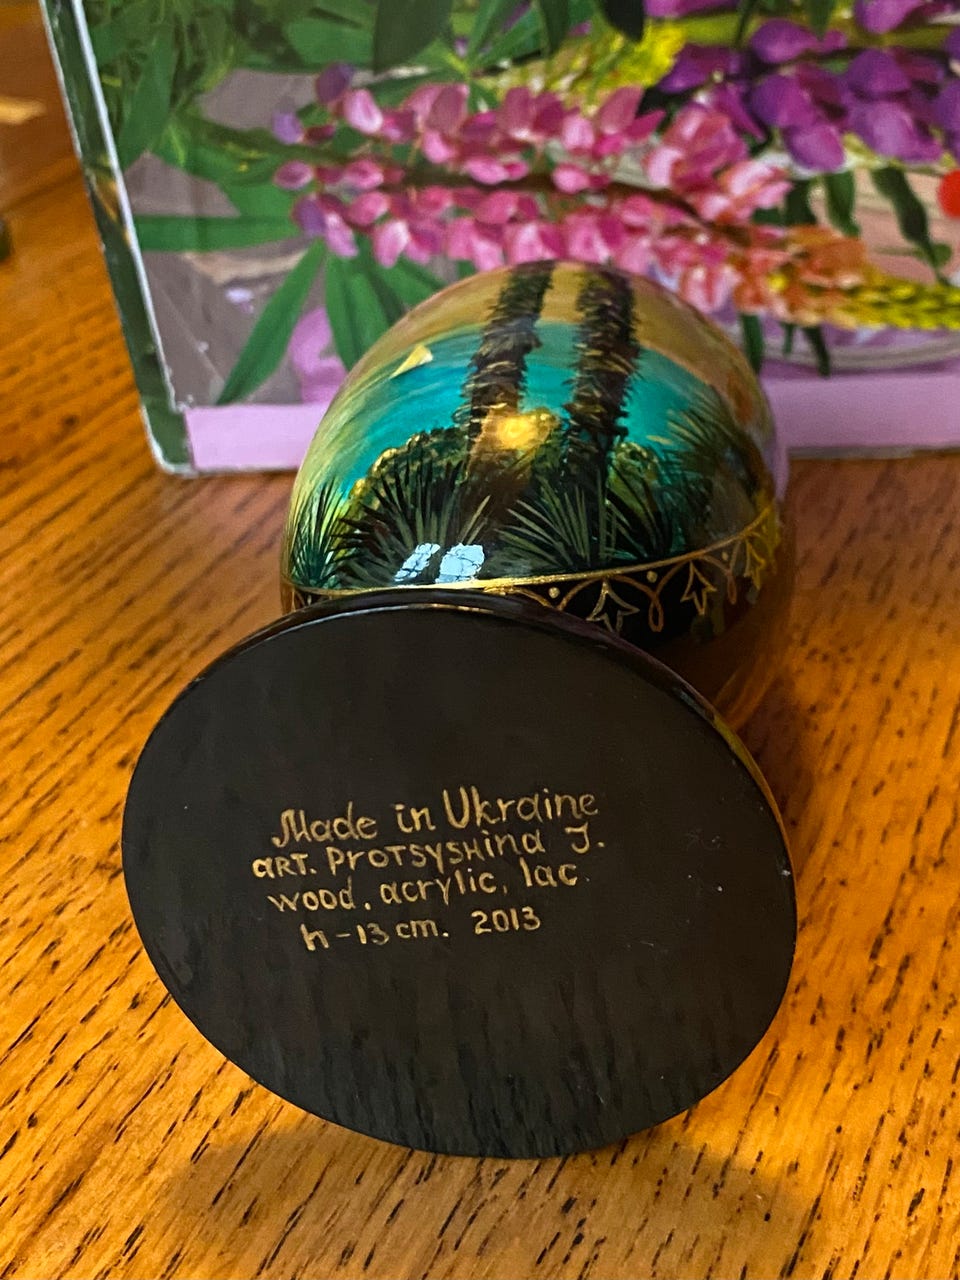 Made in Ukraine
ART. PROTSYSHINA J.
wood, acrylic, lac
h-13 cm. 2013